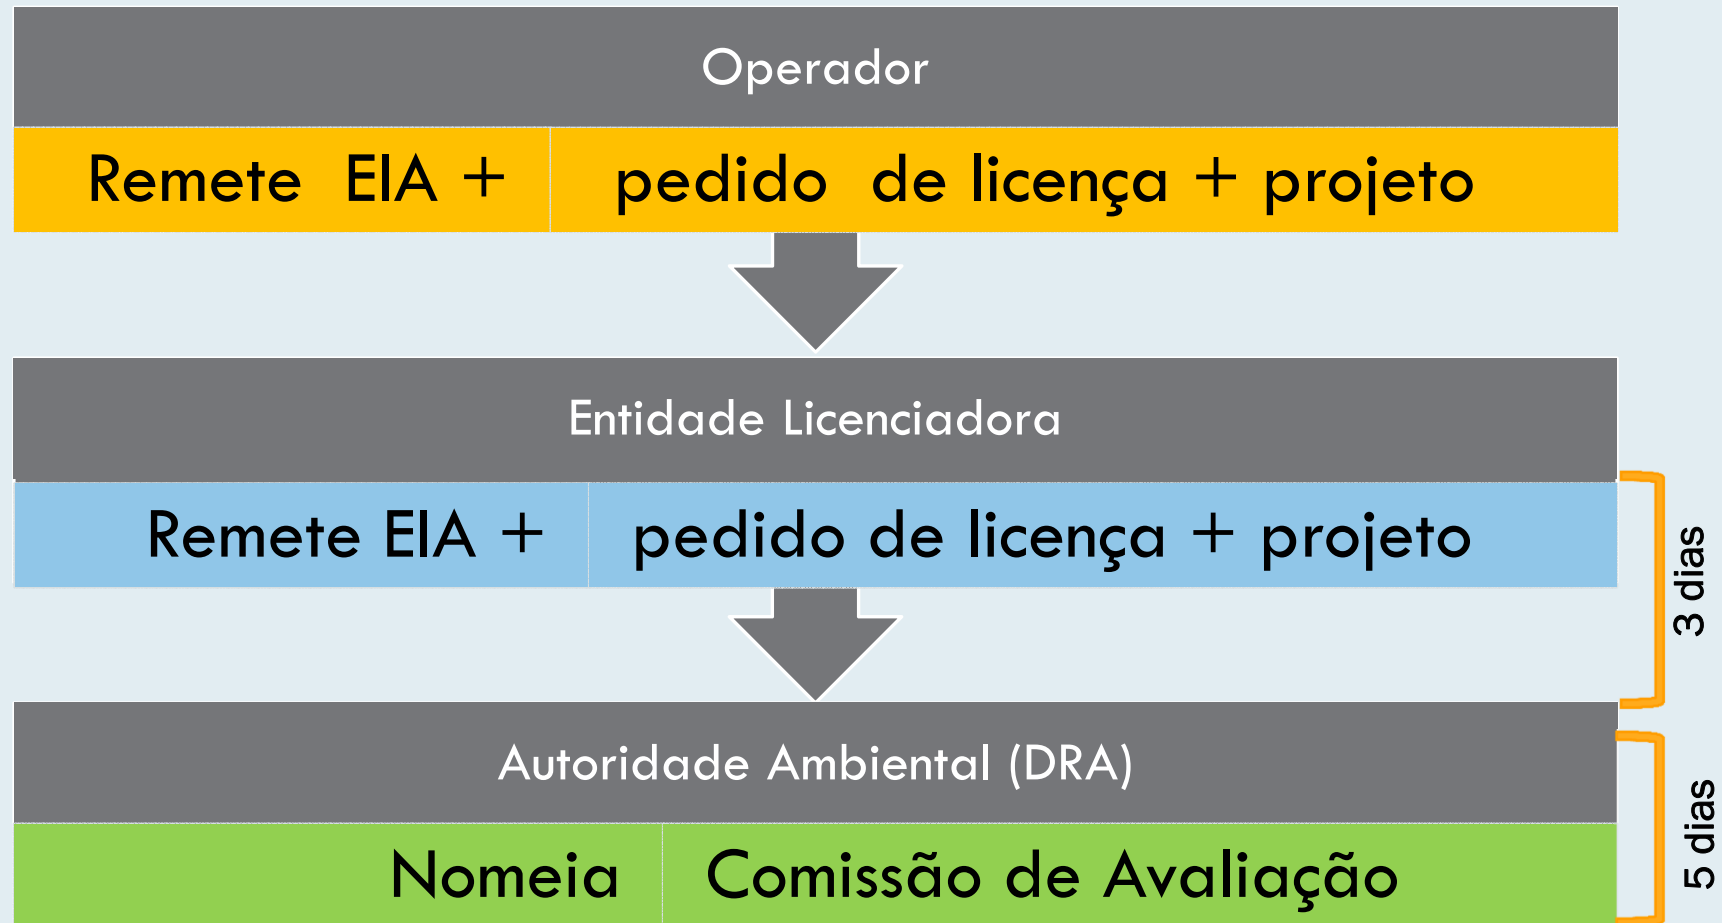 Operador
Remete EIA + pedido de licença + projeto
Entidade Licenciadora
Remete EIA + pedido de licença + projeto
3 dias
Autoridade Ambiental (DRA)
Nomeia Comissão de Avaliação
5 dias